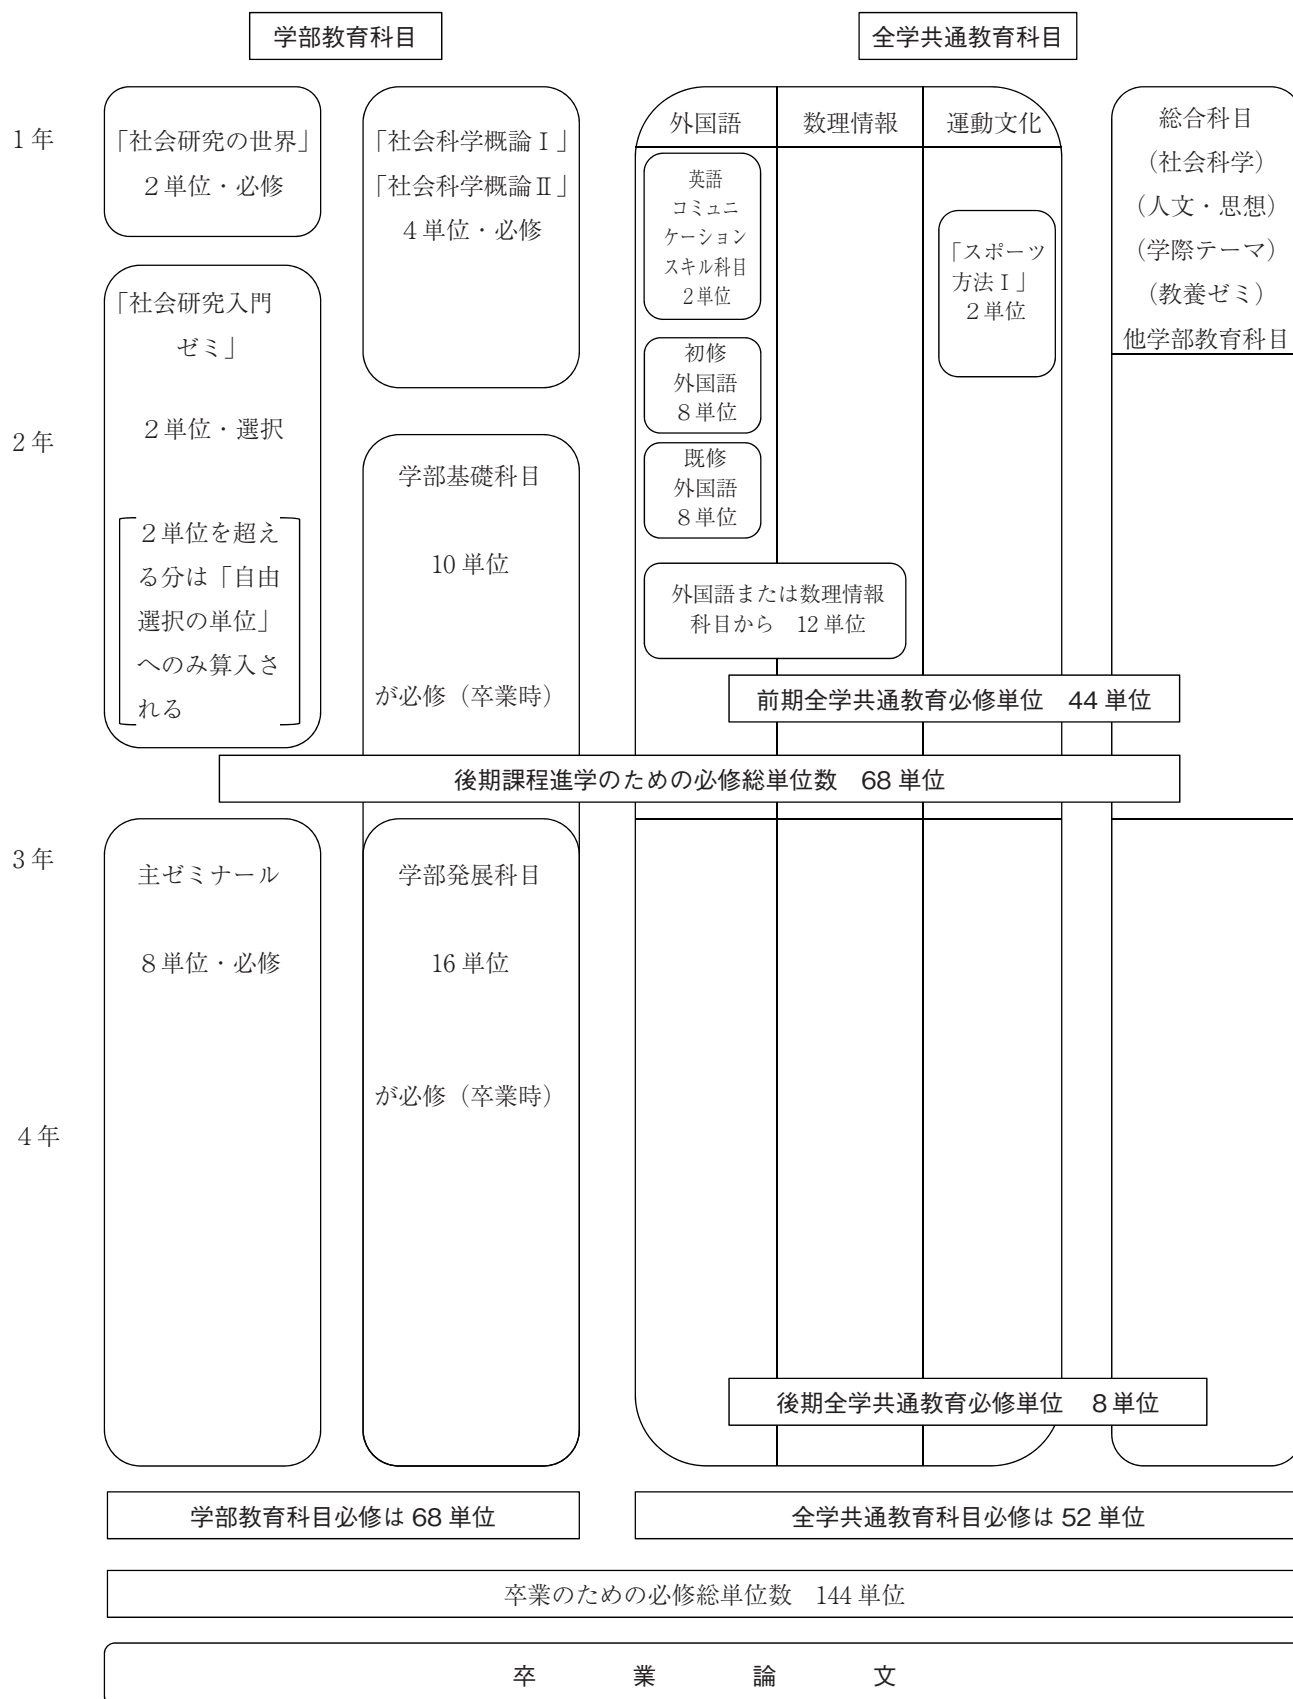 学部教育科目
全学共通教育科目
1年
「社会研究の世界」
2単位・必修
「社会科学概論Ⅰ」
「社会科学概論Ⅱ」
4単位・必修
外国語
数理情報
運動文化
総合科目
(社会科学)
(人文・思想)
(学際テーマ)
(教養ゼミ)
他学部教育科目
英語
コミュニ
ケーション
スキル科目
2単位
「スポーツ
方法Ⅰ」
2単位
「社会研究入門
ゼミ」
2単位・選択
2単位を超え
る分は「自由
選択の単位」
へのみ算入さ
れる
初修
外国語
8単位
2年
既修
外国語
8単位
学部基礎科目
10単位
が必修(卒業時)
外国語または数理情報
科目から 12単位
前期全学共通教育必修単位 44単位
後期課程進学のための必修総単位数 68単位
3年
主ゼミナール
8単位・必修
学部発展科目
16単位
が必修(卒業時)
4年
後期全学共通教育必修単位 8単位
学部教育科目必修は68単位
全学共通教育科目必修は52単位
卒業のための必修総単位数 144単位
卒業論文